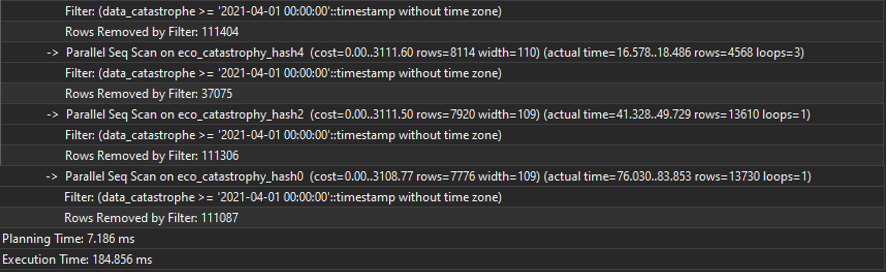 Filter: (data_catastrophe >= '2021-04-01 00:00:00'::timestamp without time zone)
Rows Removed by Filter: 111404
-> Parallel Seq Scan on eco_catastrophy_hash4 (cost=0.00..3111.60 rows=8114 width=110) (actual time=16.578..18.486 rows=4568 loops=3)
Filter: (data_catastrophe >= '2021-04-01 00:00:00'::timestamp without time zone)
Rows Removed by Filter: 37075
-> Parallel Seq Scan on eco_catastrophy_hash2 (cost=0.00..3111.50 rows=7920 width=109) (actual time=41.328..49.729 rows=13610 loops=1)
Filter: (data_catastrophe >= '2021-04-01 00:00:00'::timestamp without time zone)
Rows Removed by Filter: 111306
-> Parallel Seq Scan on eco_catastrophy_hash0 (cost=0.00..3108.77 rows=7776 width=109) (actual time=76.030..83.853 rows=13730 loops=1)
Filter: (data_catastrophe >= '2021-04-01 00:00:00'::timestamp without time zone)
Rows Removed by Filter: 111087
Planning Time: 7.186 ms
Execution Time: 184.856 ms